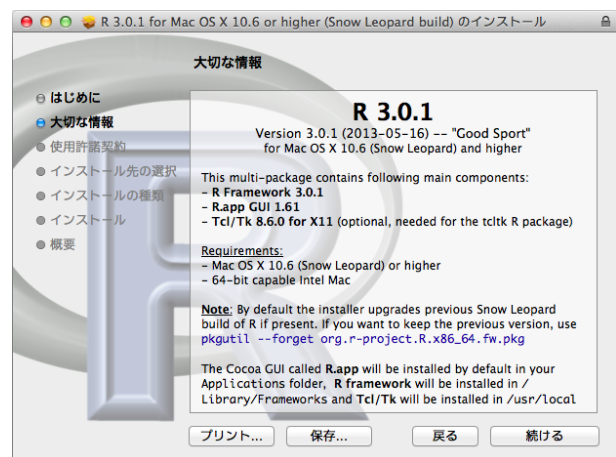 R 3.0.1 for Mac OS X 10.6 or higher (Snow Leopard build) のインストール
大切な情報
はじめに
大切な情報
使用許諾契約
インストール先の選択
インストールの種類
インストール
概要
R 3.0.1
Version 3.0.1 (2013-05-16) -- "Good Sport"
for Mac OS X 10.6 (Snow Leopard) and higher
This multi-package contains following main components:
- R Framework 3.0.1
- R.app GUI 1.61
- Tcl/Tk 8.6.0 for X11 (optional, needed for the tcltk R package)
Requirements:
- Mac OS X 10.6 (Snow Leopard) or higher
- 64-bit capable Intel Mac
Note: By default the installer upgrades previous Snow Leopard
build of R if present. If you want to keep the previous version, use
pkgutil --forget org.r-project.R.x86_64.fw.pkg
The Cocoa GUI called R.app will be installed by default in your
Applications folder, R framework will be installed in /
Library/Frameworks and Tcl/Tk will be installed in /usr/local
プリント...
保存...
戻る
続ける